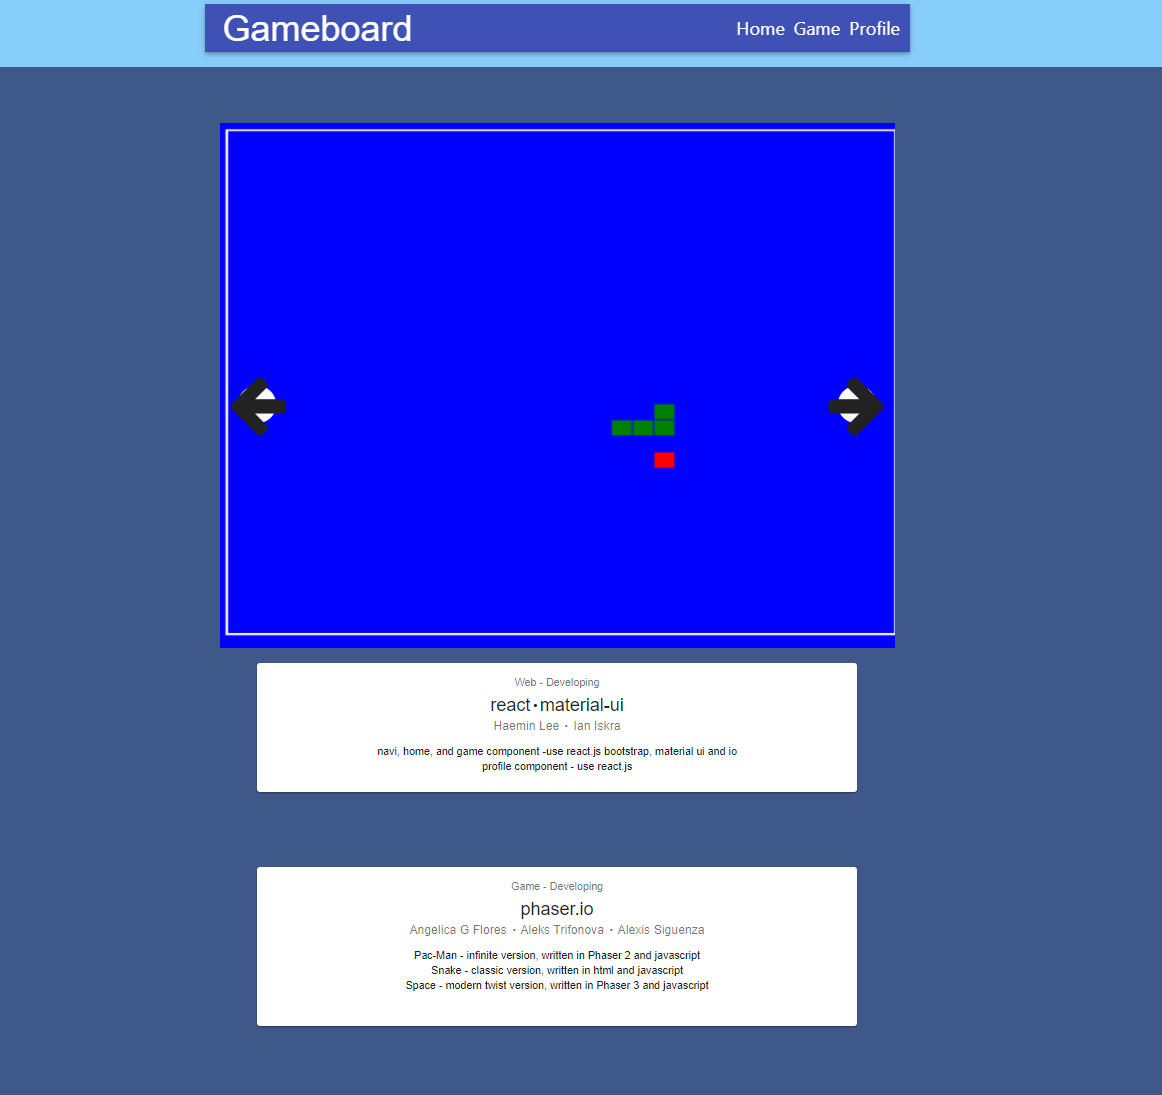 Gameboard
Home Game Profile
Web - Developing
react•material-ui
Haemin Lee • Ian Iskra
navi, home, and game component -use react.js bootstrap, material ui and io
profile component - use react.js
Game - Developing
phaser.io
Angelica G Flores • Aleks Trifonova • Alexis Siguenza
Pac-Man - infinite version, written in Phaser 2 and javascript
Snake - classic version, written in html and javascript
Space - modern twist version, written in Phaser 3 and javascript